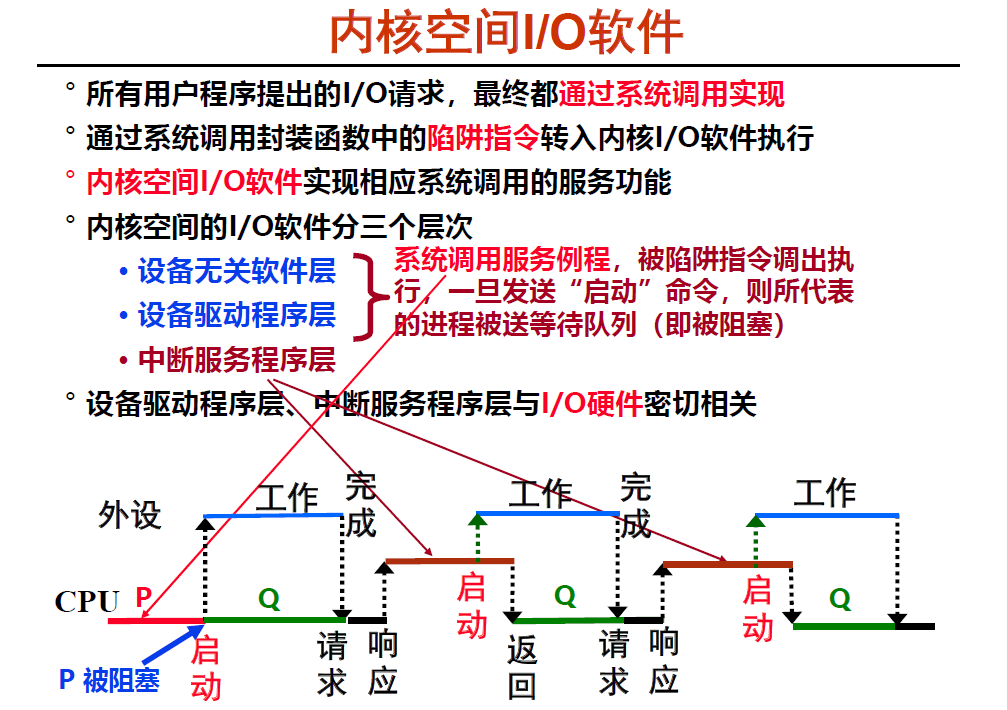 内核空间I/O软件
° 所有用户程序提出的I/O请求，最终都通过系统调用实现
° 通过系统调用封装函数中的陷阱指令转入内核I/O软件执行
° 内核空间I/O软件实现相应系统调用的服务功能
° 内核空间的I/O软件分三个层次
• 设备无关软件层
• 设备驱动程序层
• 中断服务程序层
系统调用服务例程，被陷阱指令调出执
行，一旦发送“启动”命令，则所代表
的进程被送等待队列（即被阻塞）
° 设备驱动程序层、中断服务程序层与I/O硬件密切相关
外设
工作
完成
工作
完成
工作
CPU
P
Q
启动
Q
启动
Q
P 被阻塞
启动
请求
响应
返回
请求
响应